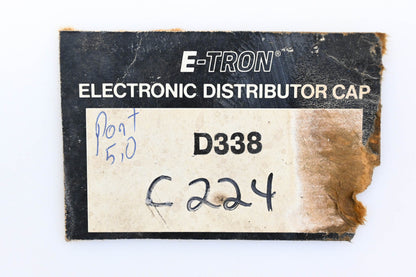 E-TRON®
ELECTRONIC DISTRIBUTOR CAP
Pont
5,0
D338
C224